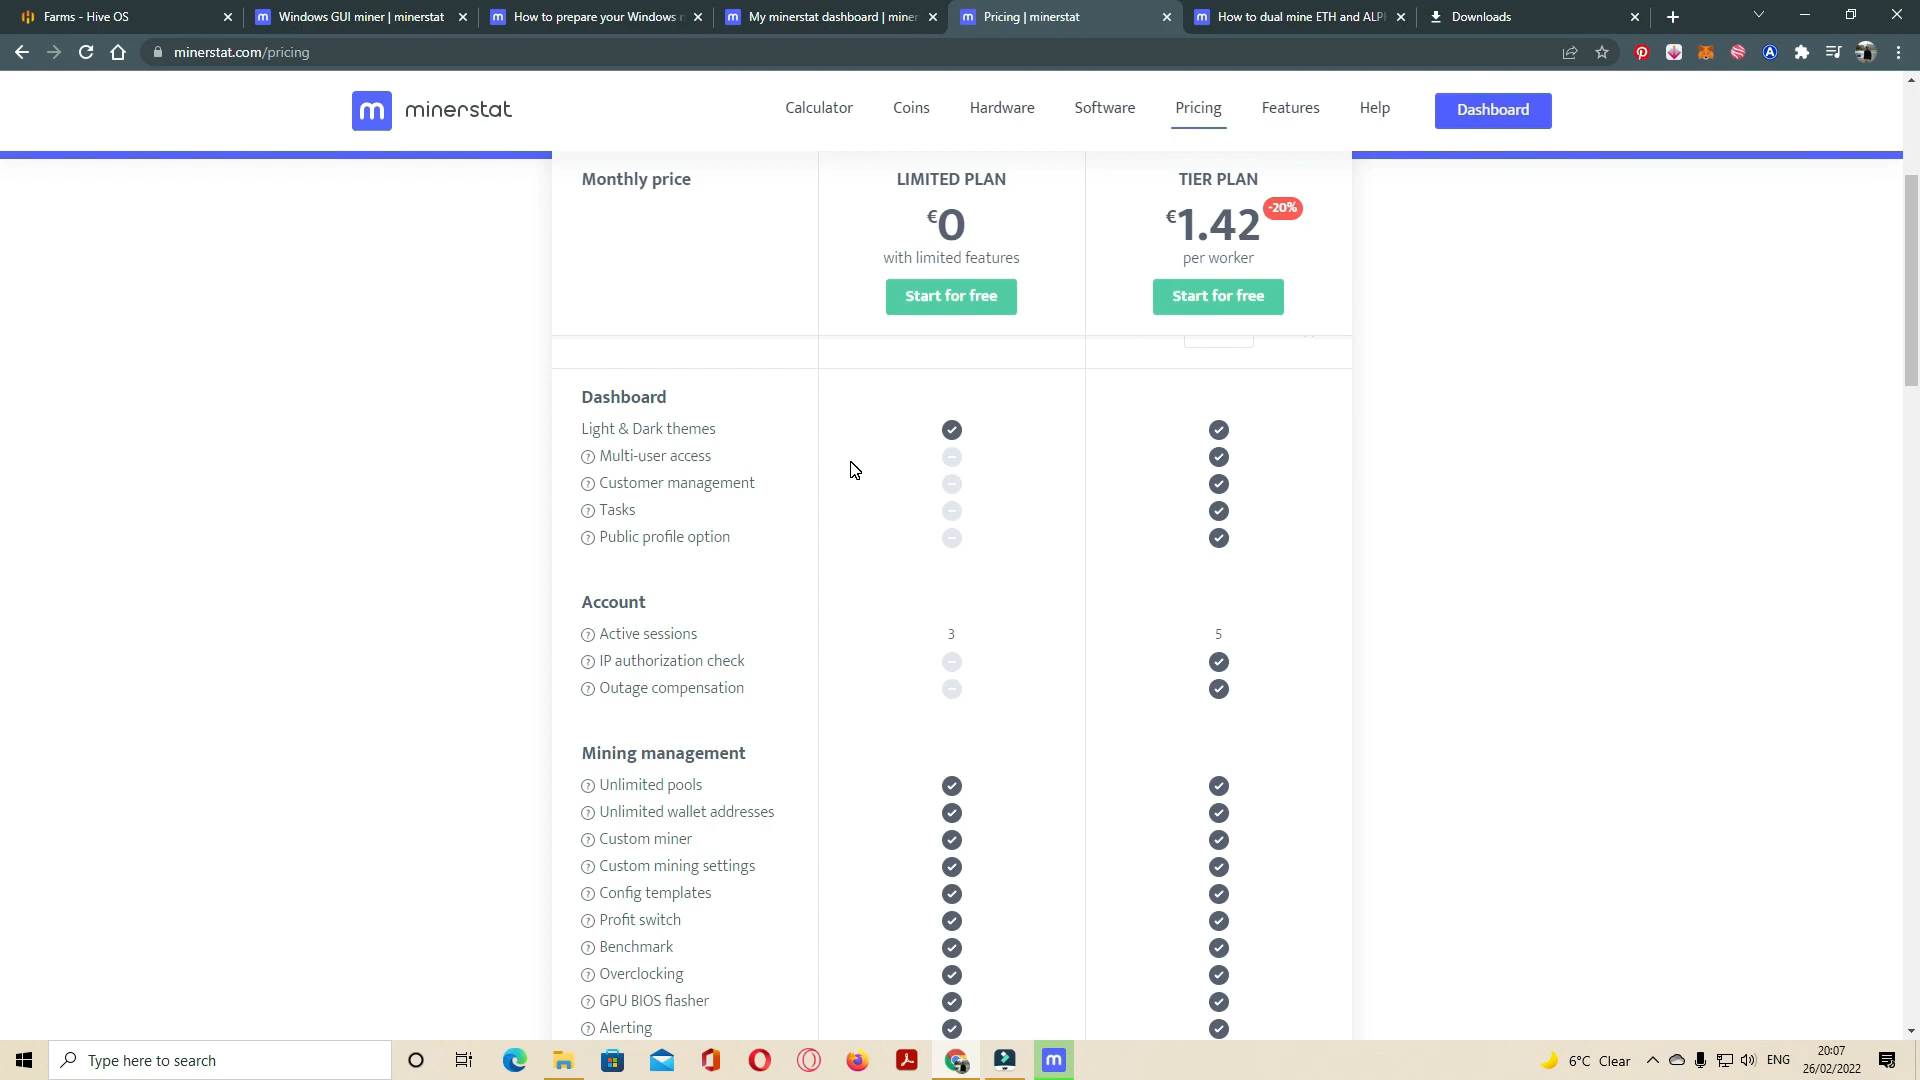 Farms - Hive OS
Windows GUI miner | minerstat
How to prepare your Windows r
My minerstat dashboard | miner
Pricing | minerstat
How to dual mine ETH and ALPH
Downloads
minerstat.com/pricing
m minerstat
Calculator
Coins
Hardware
Software
Pricing
Features
Help
Dashboard
Monthly price
LIMITED PLAN
€0
with limited features
Start for free
TIER PLAN
€1.42
-20%
per worker
Start for free
Dashboard
Light & Dark themes
Multi-user access
Customer management
Tasks
Public profile option
Account
Active sessions 3 5
IP authorization check
Outage compensation
Mining management
Unlimited pools
Unlimited wallet addresses
Custom miner
Custom mining settings
Config templates
Profit switch
Benchmark
Overclocking
GPU BIOS flasher
Alerting
Type here to search
6°C Clear
ENG
20:07
26/02/2022